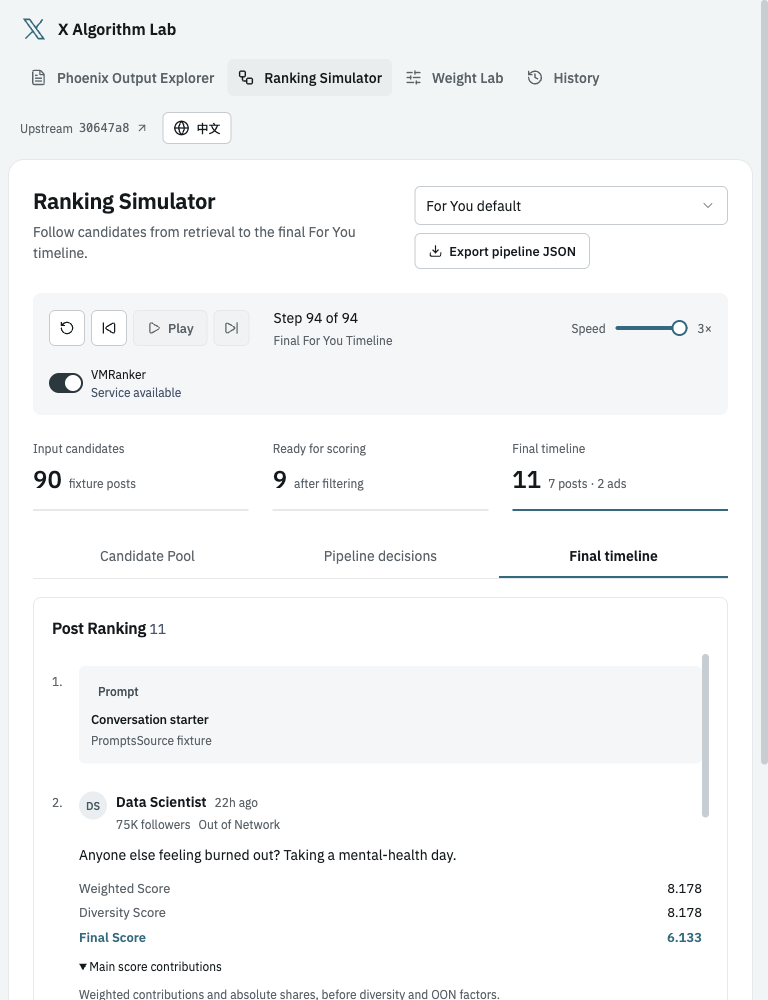 X Algorithm Lab
Phoenix Output Explorer
Ranking Simulator
Weight Lab
History
Upstream 30647a8
中文
Ranking Simulator
Follow candidates from retrieval to the final For You
timeline.
For You default
Export pipeline JSON
Play
Step 94 of 94
Final For You Timeline
Speed
3×
VMRanker
Service available
Input candidates
90 fixture posts
Ready for scoring
9 after filtering
Final timeline
11 7 posts · 2 ads
Candidate Pool
Pipeline decisions
Final timeline
Post Ranking 11
1.
Prompt
Conversation starter
PromptsSource fixture
2.
DS
Data Scientist 22h ago
75K followers Out of Network
Anyone else feeling burned out? Taking a mental-health day.
Weighted Score 8.178
Diversity Score 8.178
Final Score 6.133
▼ Main score contributions
Weighted contributions and absolute shares, before diversity and OON factors.